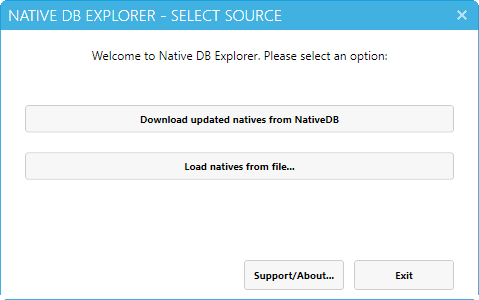 NATIVE DB EXPLORER - SELECT SOURCE
Welcome to Native DB Explorer. Please select an option:
Download updated natives from NativeDB
Load natives from file...
Support/About...
Exit